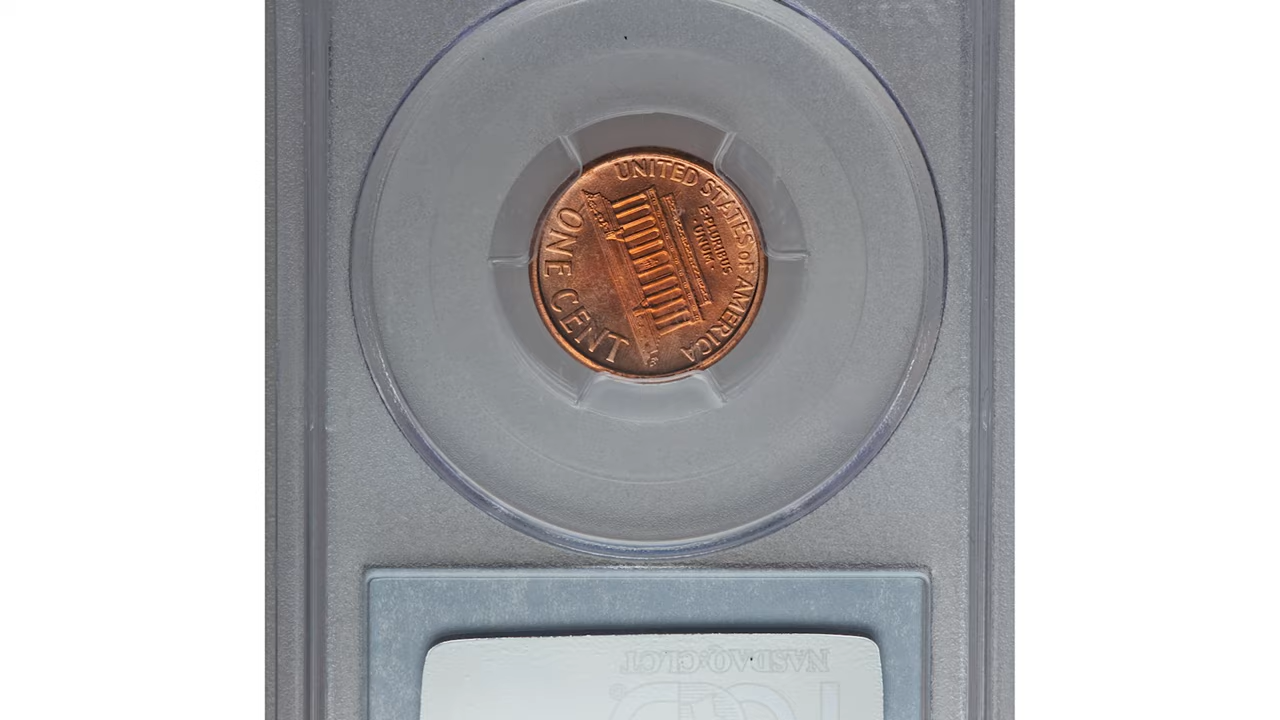 UNITED STATES OF AMERICA
E·PLURIBUS
·UNUM·
ONE CENT
NASDAQ:CLCT